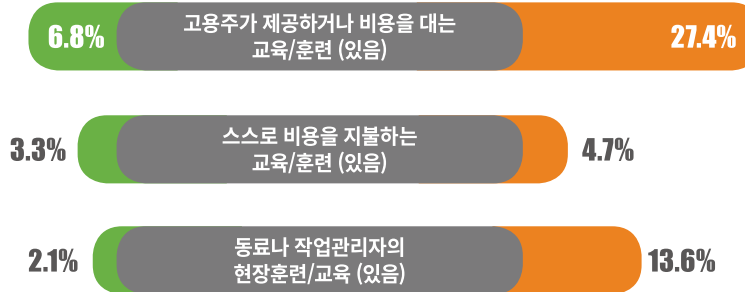 6.8%
고용주가 제공하거나 비용을 대는
교육/훈련 (있음)
27.4%
3.3%
스스로 비용을 지불하는
교육/훈련 (있음)
4.7%
2.1%
동료나 작업관리자의
현장훈련/교육 (있음)
13.6%